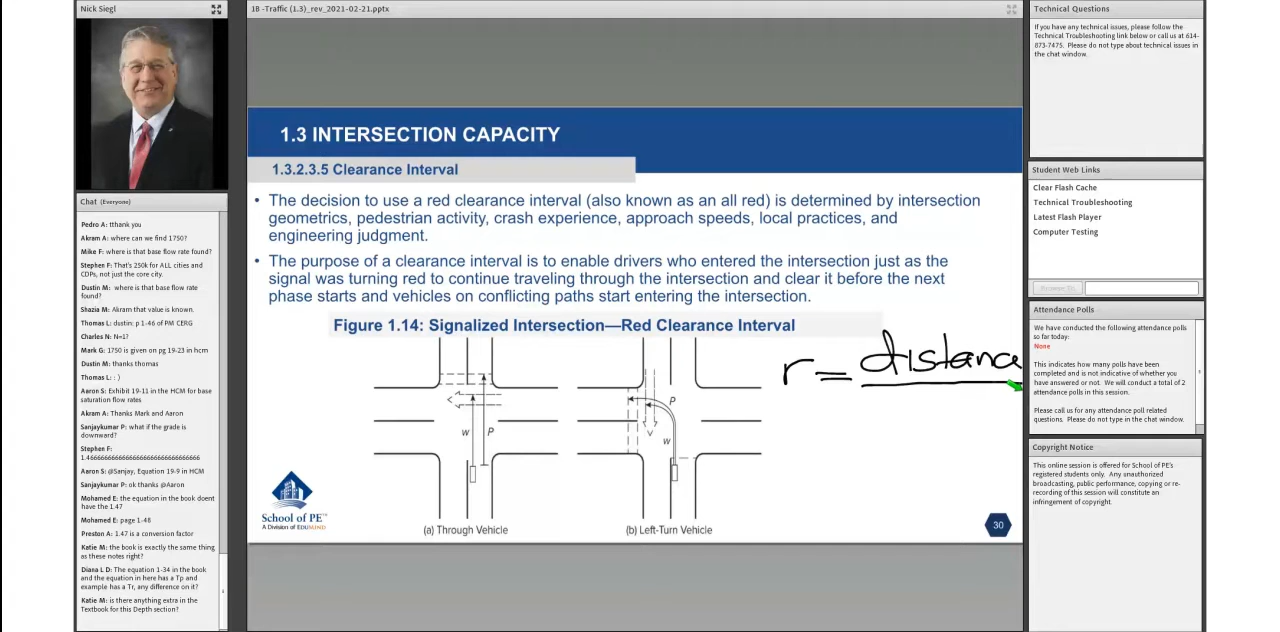 Nick Siegl
1B -Traffic (1.3)_rev_2021-02-21.pptx
Technical Questions
If you have any technical issues, please follow the
Technical Troubleshooting link below or call us at 614-
873-7475. Please do not type about technical issues in
the chat window.
1.3 INTERSECTION CAPACITY
1.3.2.3.5 Clearance Interval
• The decision to use a red clearance interval (also known as an all red) is determined by intersection
geometrics, pedestrian activity, crash experience, approach speeds, local practices, and
engineering judgment.
• The purpose of a clearance interval is to enable drivers who entered the intersection just as the
signal was turning red to continue traveling through the intersection and clear it before the next
phase starts and vehicles on conflicting paths start entering the intersection.
Figure 1.14: Signalized Intersection—Red Clearance Interval
r = distanc
w P
P
w
(a) Through Vehicle
(b) Left-Turn Vehicle
School of PE™
A Division of EDUMIND
30
Chat (Everyone)
Pedro A: tthank you
Akram A: where can we find 1750?
Mike F: where is that base flow rate found?
Stephen F: That's 250k for ALL cities and
CDPs, not just the core city.
Dustin M: where is that base flow rate
found?
Shazia M: Akram that value is known.
Thomas L: dustin: p 1-46 of PM CERG
Charles N: N=1?
Mark G: 1750 is given on pg 19-23 in hcm
Dustin M: thanks thomas
Thomas L: : )
Aaron S: Exhibit 19-11 in the HCM for base
saturation flow rates
Akram A: Thanks Mark and Aaron
Sanjaykumar P: what if the grade is
downward?
Stephen F:
Aaron S: @Sanjay, Equation 19-9 in HCM
Sanjaykumar P: ok thanks @Aaron
Mohamed E: the equation in the book doent
have the 1.47
Mohamed E: page 1-48
Preston A: 1.47 is a conversion factor
Katie M: the book is exactly the same thing
as these notes right?
Diana L D: The equation 1-34 in the book
and the equation in here has a Tp and
example has a Tr, any difference on it?
Katie M: is there anything extra in the
Textbook for this Depth section?
Student Web Links
Clear Flash Cache
Technical Troubleshooting
Latest Flash Player
Computer Testing
Browse To
Attendance Polls
We have conducted the following attendance polls
so far today:
None
This indicates how many polls have been
completed and is not indicative of whether you
have answered or not. We will conduct a total of 2
attendance polls in this session.
Please call us for any attendance poll related
questions. Please do not type in the chat window.
Copyright Notice
This online session is offered for School of PE's
registered students only. Any unauthorized
broadcasting, public performance, copying or re-
recording of this session will constitute an
infringement of copyright.